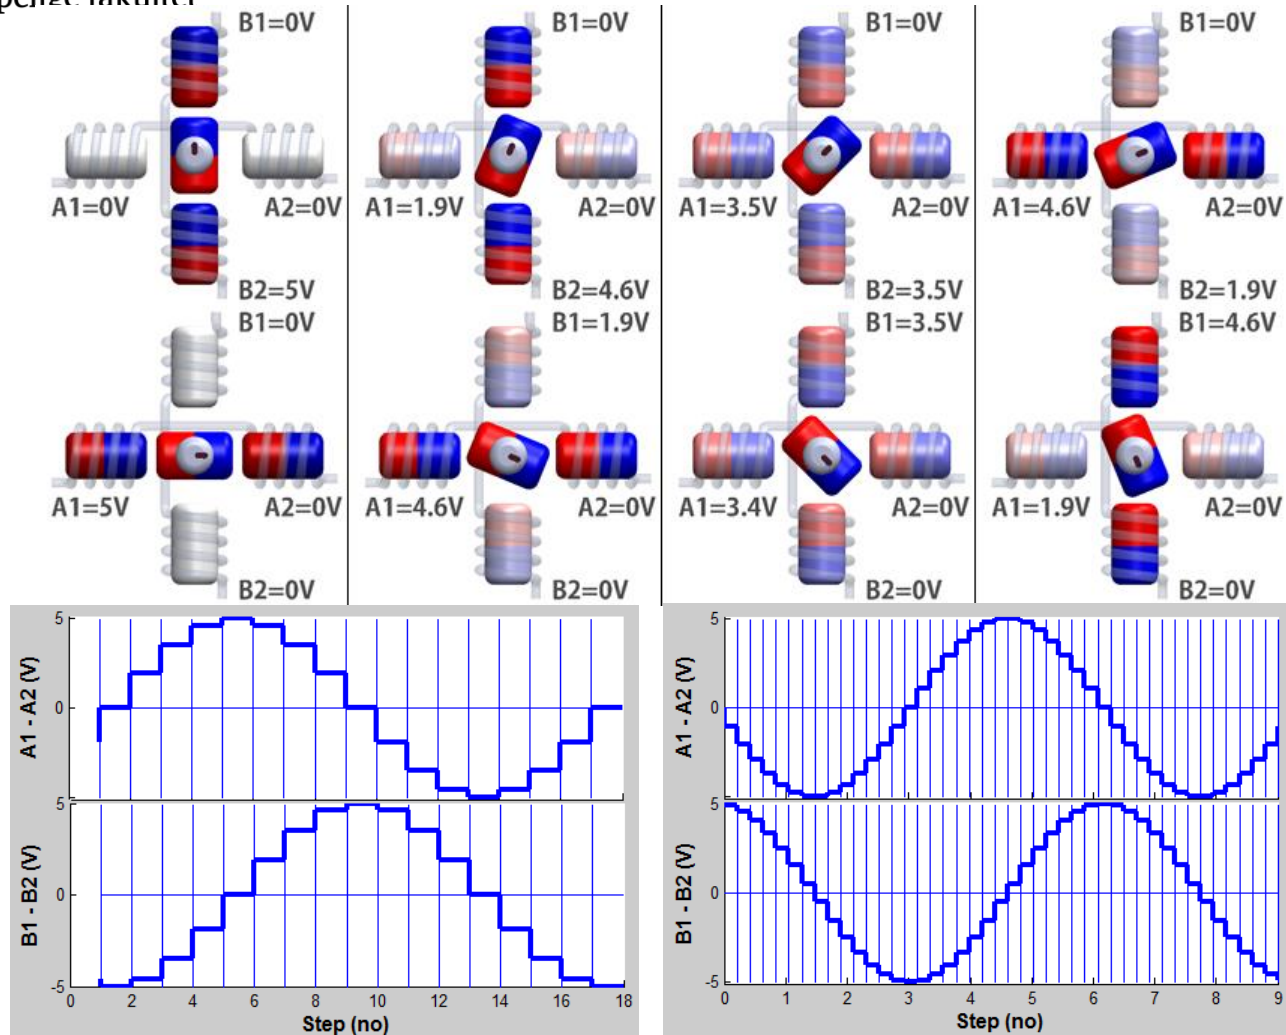 B1=0V
A1=0V A2=0V
B2=5V
B1=0V
A1=1.9V A2=0V
B2=4.6V
B1=0V
A1=3.5V A2=0V
B2=3.5V
B1=0V
A1=4.6V A2=0V
B2=1.9V
B1=0V
A1=5V A2=0V
B2=0V
B1=1.9V
A1=4.6V A2=0V
B2=0V
B1=3.5V
A1=3.4V A2=0V
B2=0V
B1=4.6V
A1=1.9V A2=0V
B2=0V
A1 - A2 (V)
5
0
-5
B1 - B2 (V)
5
0
-5
0 2 4 6 8 10 12 14 16 18
Step (no)
A1 - A2 (V)
5
0
-5
B1 - B2 (V)
5
0
-5
0 1 2 3 4 5 6 7 8 9
Step (no)